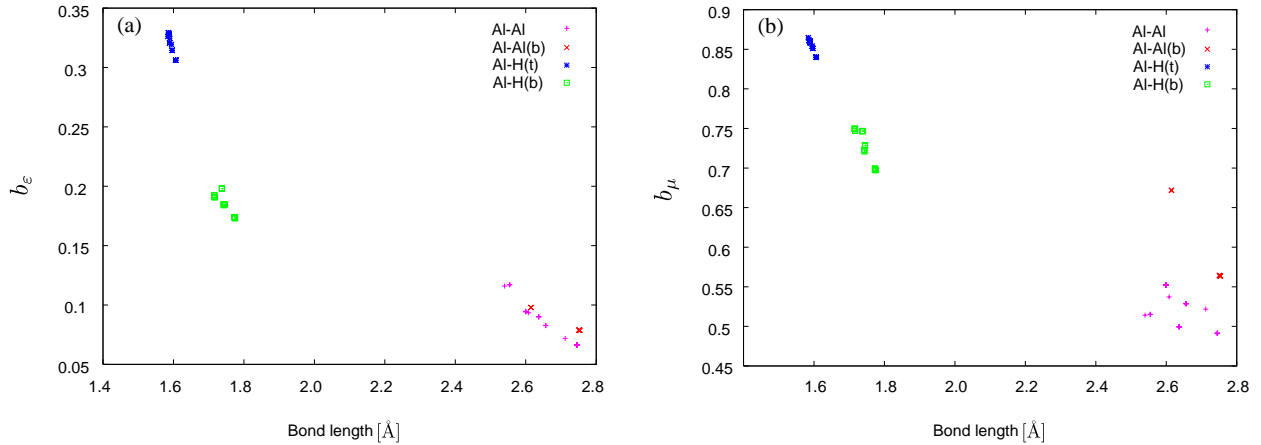 (a)
Al-Al
Al-Al(b)
Al-H(t)
Al-H(b)
0.35
0.3
0.25
0.2
0.15
0.1
0.05
b_ε
1.4 1.6 1.8 2.0 2.2 2.4 2.6 2.8
Bond length [Å]
(b)
Al-Al
Al-Al(b)
Al-H(t)
Al-H(b)
0.9
0.85
0.8
0.75
0.7
0.65
0.6
0.55
0.5
0.45
b_μ
1.6 1.8 2.0 2.2 2.4 2.6 2.8
Bond length [Å]